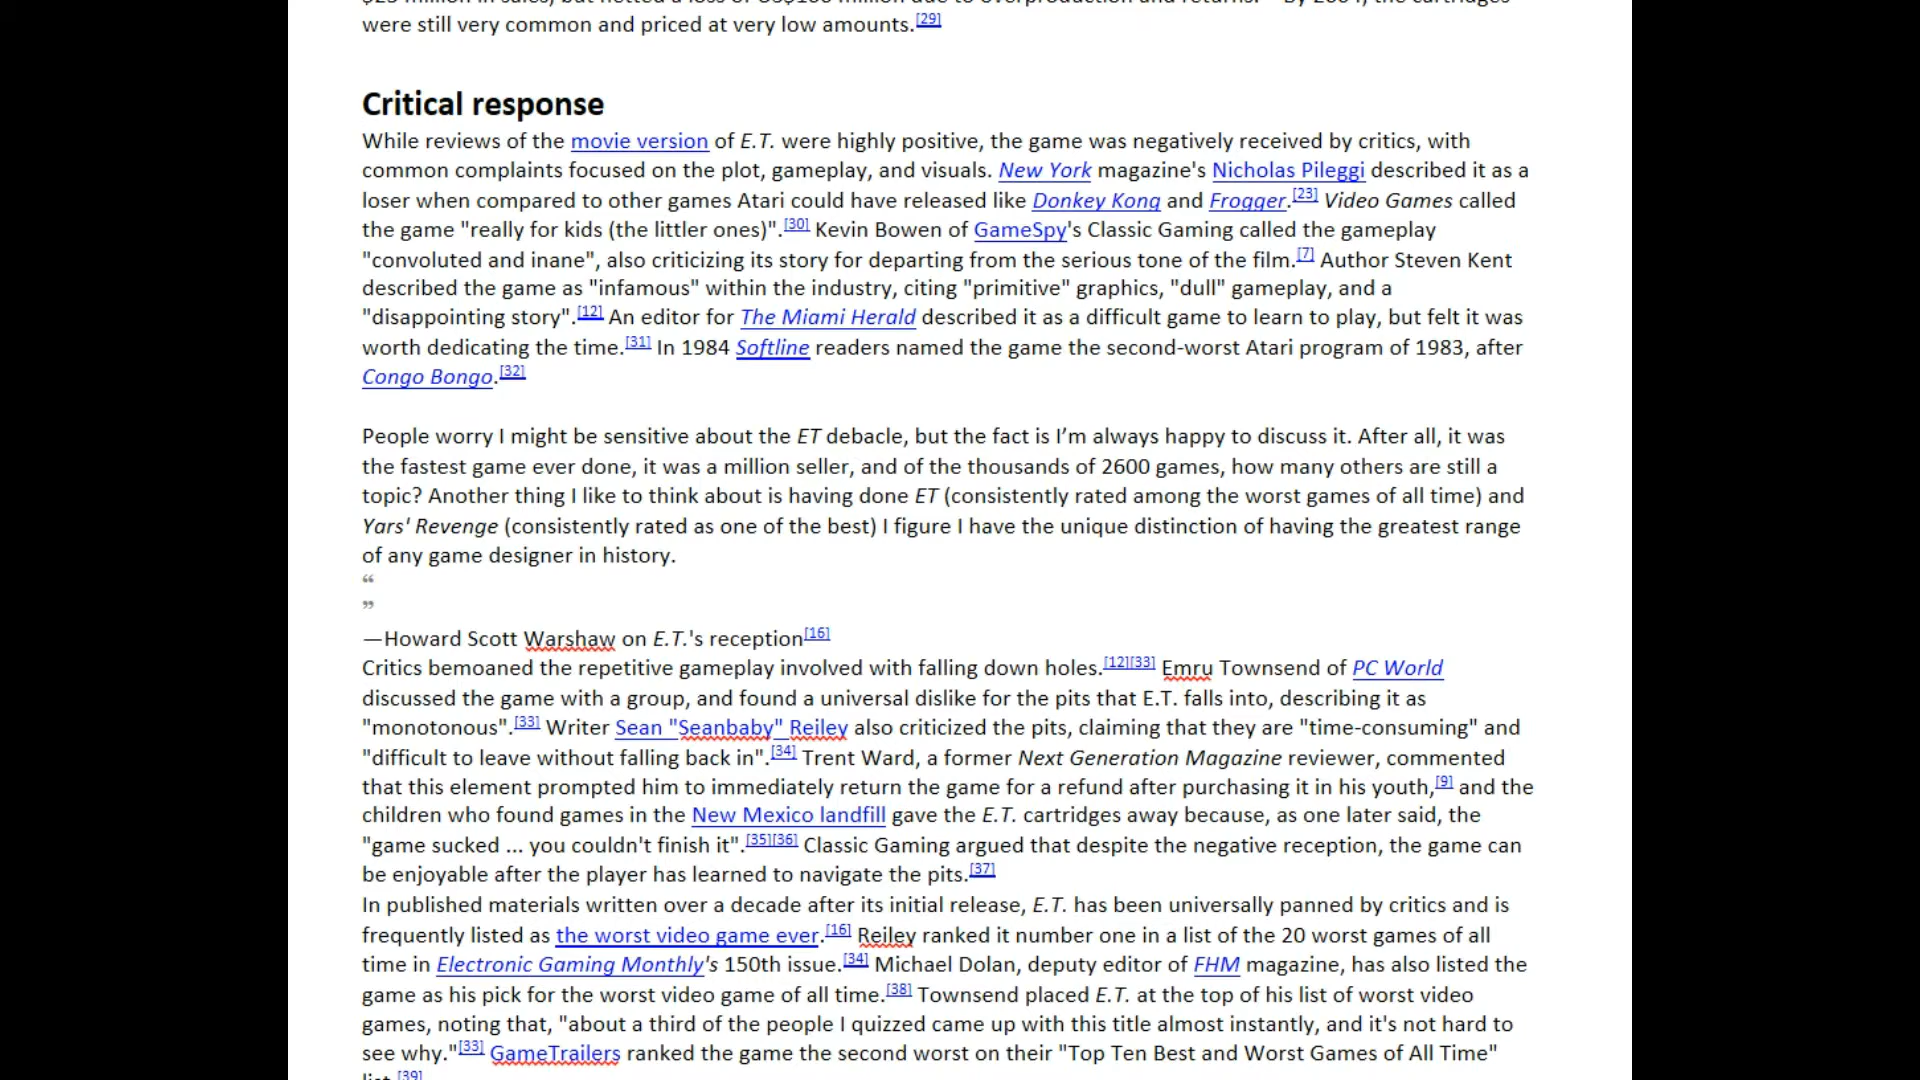 were still very common and priced at very low amounts.[29]
Critical response
While reviews of the movie version of E.T. were highly positive, the game was negatively received by critics, with
common complaints focused on the plot, gameplay, and visuals. New York magazine's Nicholas Pileggi described it as a
loser when compared to other games Atari could have released like Donkey Kong and Frogger.[23] Video Games called
the game "really for kids (the littler ones)".[30] Kevin Bowen of GameSpy's Classic Gaming called the gameplay
"convoluted and inane", also criticizing its story for departing from the serious tone of the film.[7] Author Steven Kent
described the game as "infamous" within the industry, citing "primitive" graphics, "dull" gameplay, and a
"disappointing story".[12] An editor for The Miami Herald described it as a difficult game to learn to play, but felt it was
worth dedicating the time.[31] In 1984 Softline readers named the game the second-worst Atari program of 1983, after
Congo Bongo.[32]
People worry I might be sensitive about the ET debacle, but the fact is I’m always happy to discuss it. After all, it was
the fastest game ever done, it was a million seller, and of the thousands of 2600 games, how many others are still a
topic? Another thing I like to think about is having done ET (consistently rated among the worst games of all time) and
Yars' Revenge (consistently rated as one of the best) I figure I have the unique distinction of having the greatest range
of any game designer in history.
“
”
—Howard Scott Warshaw on E.T.'s reception[16]
Critics bemoaned the repetitive gameplay involved with falling down holes.[12][33] Emru Townsend of PC World
discussed the game with a group, and found a universal dislike for the pits that E.T. falls into, describing it as
"monotonous".[33] Writer Sean "Seanbaby" Reiley also criticized the pits, claiming that they are "time-consuming" and
"difficult to leave without falling back in".[34] Trent Ward, a former Next Generation Magazine reviewer, commented
that this element prompted him to immediately return the game for a refund after purchasing it in his youth,[9] and the
children who found games in the New Mexico landfill gave the E.T. cartridges away because, as one later said, the
"game sucked ... you couldn't finish it".[35][36] Classic Gaming argued that despite the negative reception, the game can
be enjoyable after the player has learned to navigate the pits.[37]
In published materials written over a decade after its initial release, E.T. has been universally panned by critics and is
frequently listed as the worst video game ever.[16] Reiley ranked it number one in a list of the 20 worst games of all
time in Electronic Gaming Monthly's 150th issue.[34] Michael Dolan, deputy editor of FHM magazine, has also listed the
game as his pick for the worst video game of all time.[38] Townsend placed E.T. at the top of his list of worst video
games, noting that, "about a third of the people I quizzed came up with this title almost instantly, and it's not hard to
see why."[33] GameTrailers ranked the game the second worst on their "Top Ten Best and Worst Games of All Time"
list.[39]